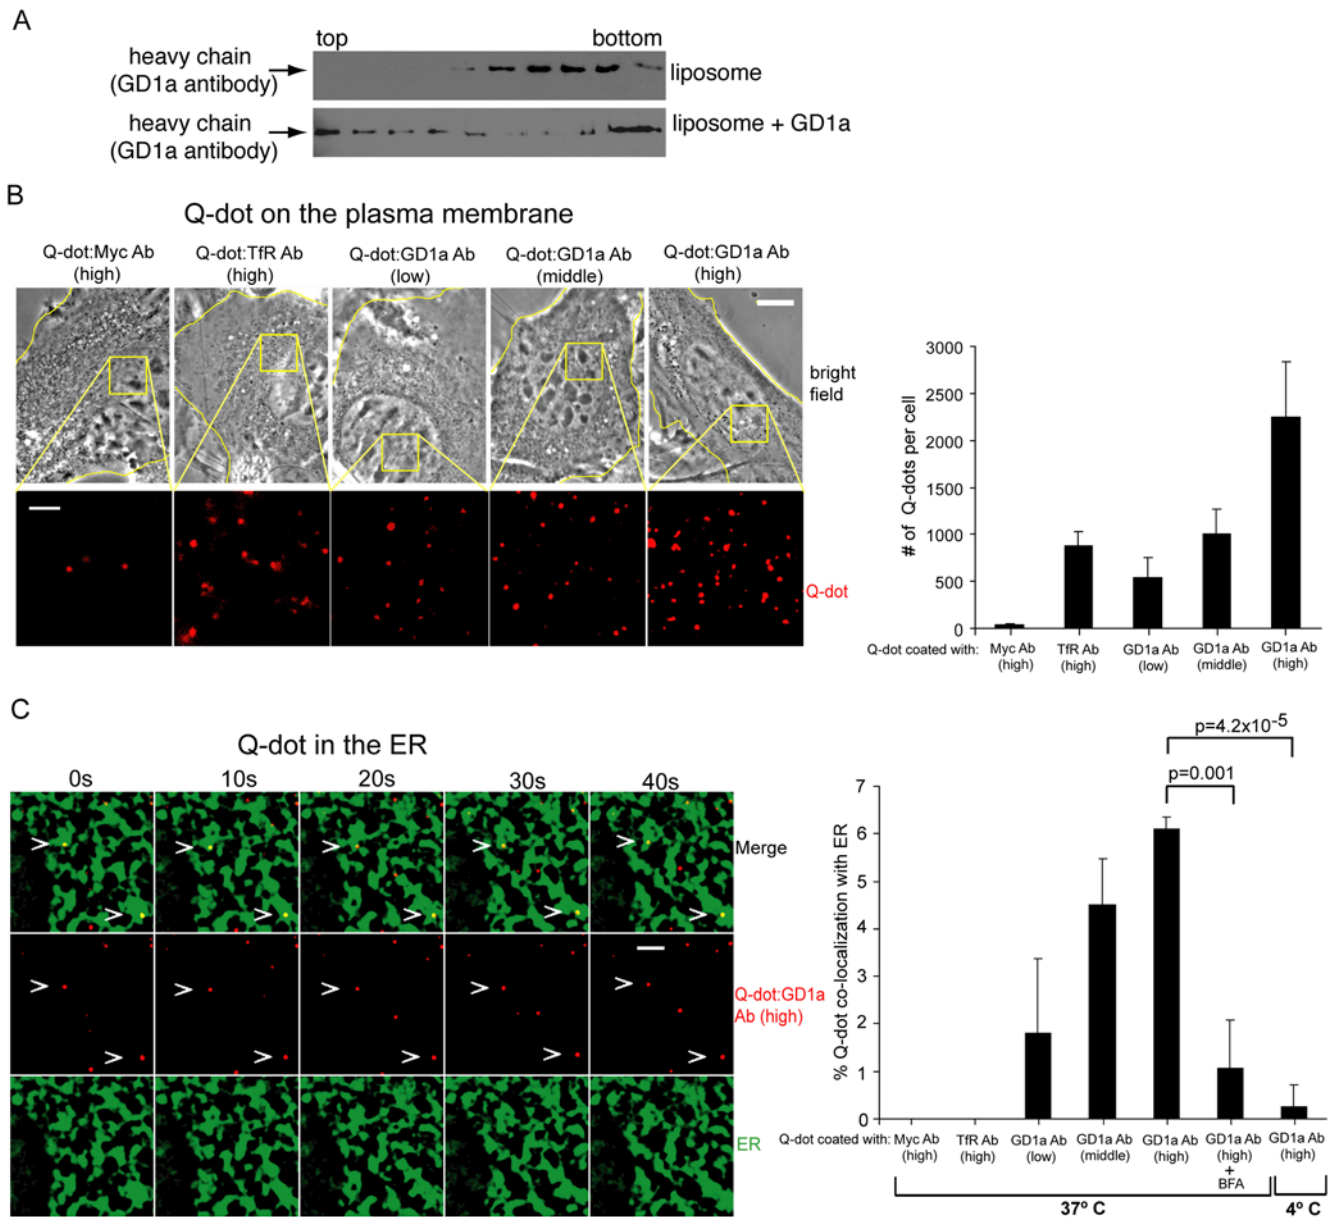 A
top
bottom
heavy chain
(GD1a antibody)
liposome
heavy chain
(GD1a antibody)
liposome + GD1a
B
Q-dot on the plasma membrane
Q-dot:Myc Ab
(high)
Q-dot:TfR Ab
(high)
Q-dot:GD1a Ab
(low)
Q-dot:GD1a Ab
(middle)
Q-dot:GD1a Ab
(high)
bright
field
Q-dot
# of Q-dots per cell
3000
2500
2000
1500
1000
500
0
Q-dot coated with:
Myc Ab
(high)
TfR Ab
(high)
GD1a Ab
(low)
GD1a Ab
(middle)
GD1a Ab
(high)
C
Q-dot in the ER
0s
10s
20s
30s
40s
Merge
Q-dot:GD1a
Ab (high)
ER
p=4.2x10-5
p=0.001
% Q-dot co-localization with ER
7
6
5
4
3
2
1
0
Q-dot coated with:
Myc Ab
(high)
TfR Ab
(high)
GD1a Ab
(low)
GD1a Ab
(middle)
GD1a Ab
(high)
GD1a Ab
(high)
+
BFA
GD1a Ab
(high)
37º C
4º C